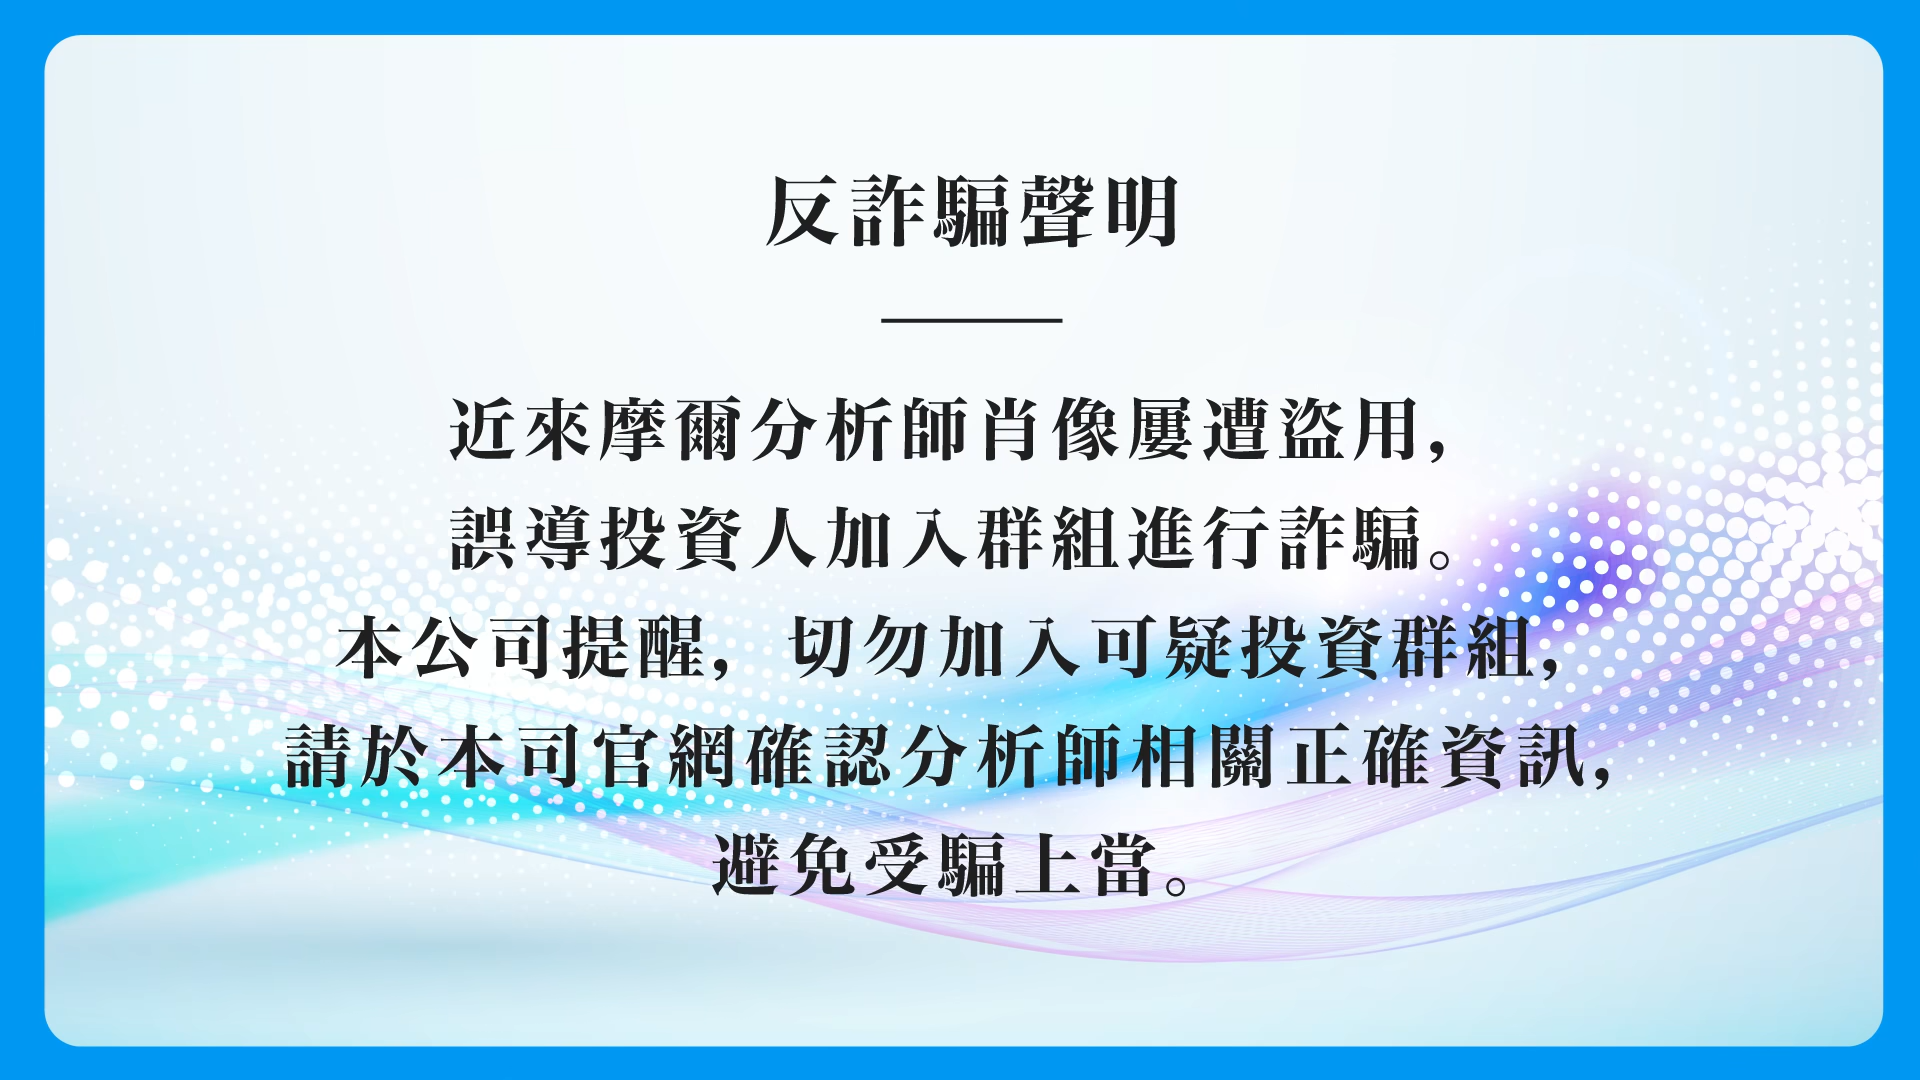 反詐騙聲明
近來摩爾分析師肖像屢遭盜用，
誤導投資人加入群組進行詐騙。
本公司提醒，切勿加入可疑投資群組，
請於本司官網確認分析師相關正確資訊，
避免受騙上當。